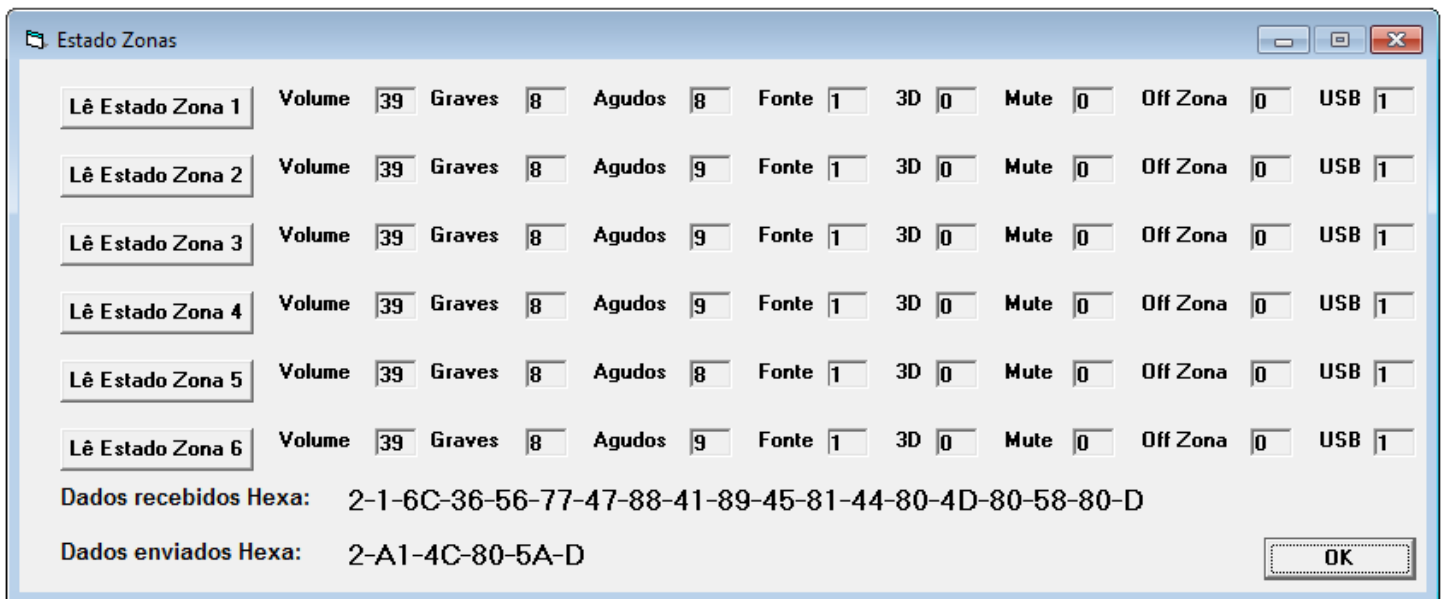 Estado Zonas
Lê Estado Zona 1 Volume 39 Graves 8 Agudos 8 Fonte 1 3D 0 Mute 0 Off Zona 0 USB 1
Lê Estado Zona 2 Volume 39 Graves 8 Agudos 9 Fonte 1 3D 0 Mute 0 Off Zona 0 USB 1
Lê Estado Zona 3 Volume 39 Graves 8 Agudos 9 Fonte 1 3D 0 Mute 0 Off Zona 0 USB 1
Lê Estado Zona 4 Volume 39 Graves 8 Agudos 9 Fonte 1 3D 0 Mute 0 Off Zona 0 USB 1
Lê Estado Zona 5 Volume 39 Graves 8 Agudos 8 Fonte 1 3D 0 Mute 0 Off Zona 0 USB 1
Lê Estado Zona 6 Volume 39 Graves 8 Agudos 9 Fonte 1 3D 0 Mute 0 Off Zona 0 USB 1
Dados recebidos Hexa: 2-1-6C-36-56-77-47-88-41-89-45-81-44-80-4D-80-58-80-D
Dados enviados Hexa: 2-A1-4C-80-5A-D
OK